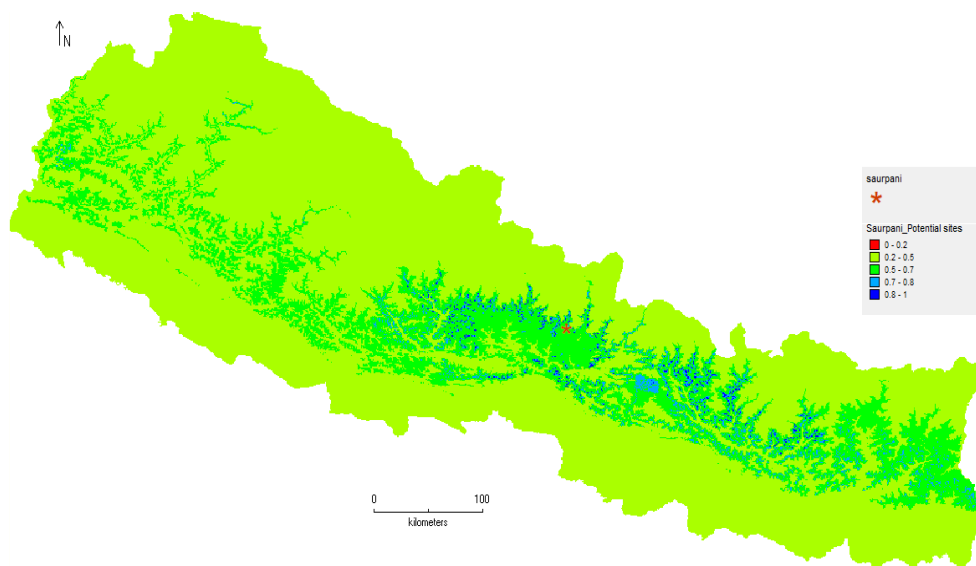 N
saurpani
Saurpani_Potential sites
0 - 0.2
0.2 - 0.5
0.5 - 0.7
0.7 - 0.8
0.8 - 1
0 100
kilometers